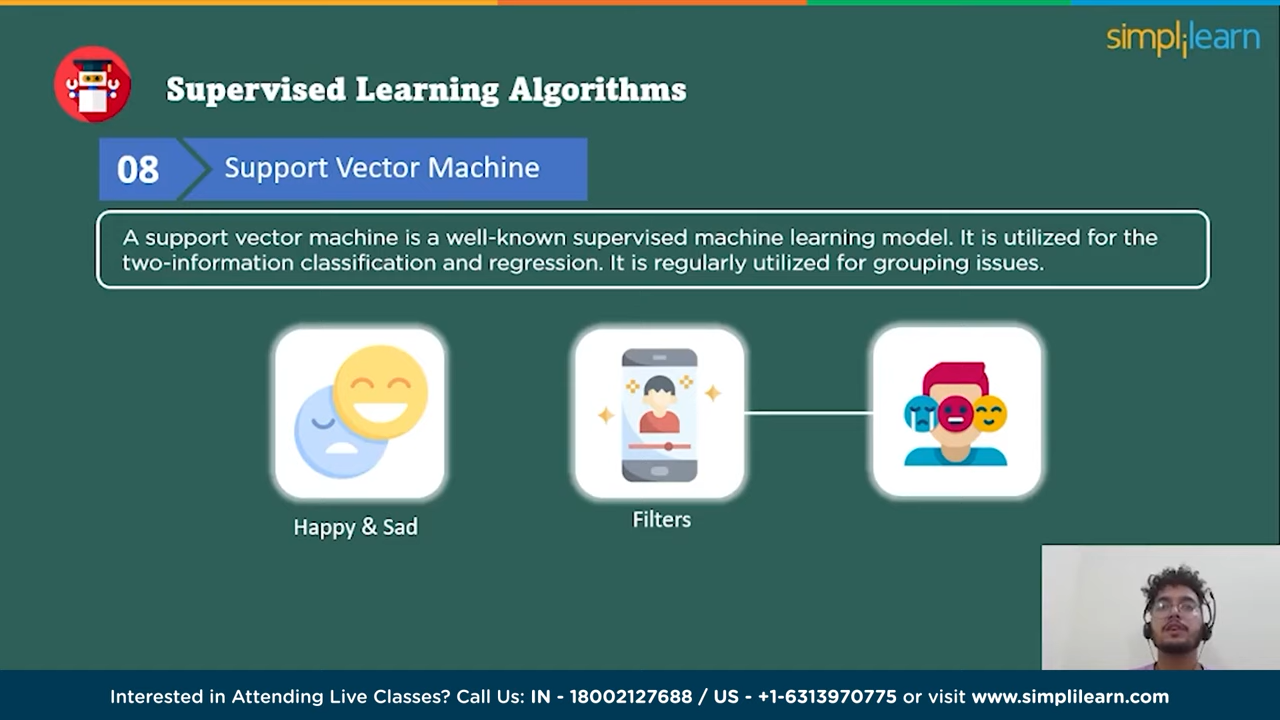 simplilearn
Supervised Learning Algorithms
08
Support Vector Machine
A support vector machine is a well-known supervised machine learning model. It is utilized for the
two-information classification and regression. It is regularly utilized for grouping issues.
Happy & Sad
Filters
Interested in Attending Live Classes? Call Us: IN - 18002127688 / US - +1-6313970775 or visit www.simplilearn.com